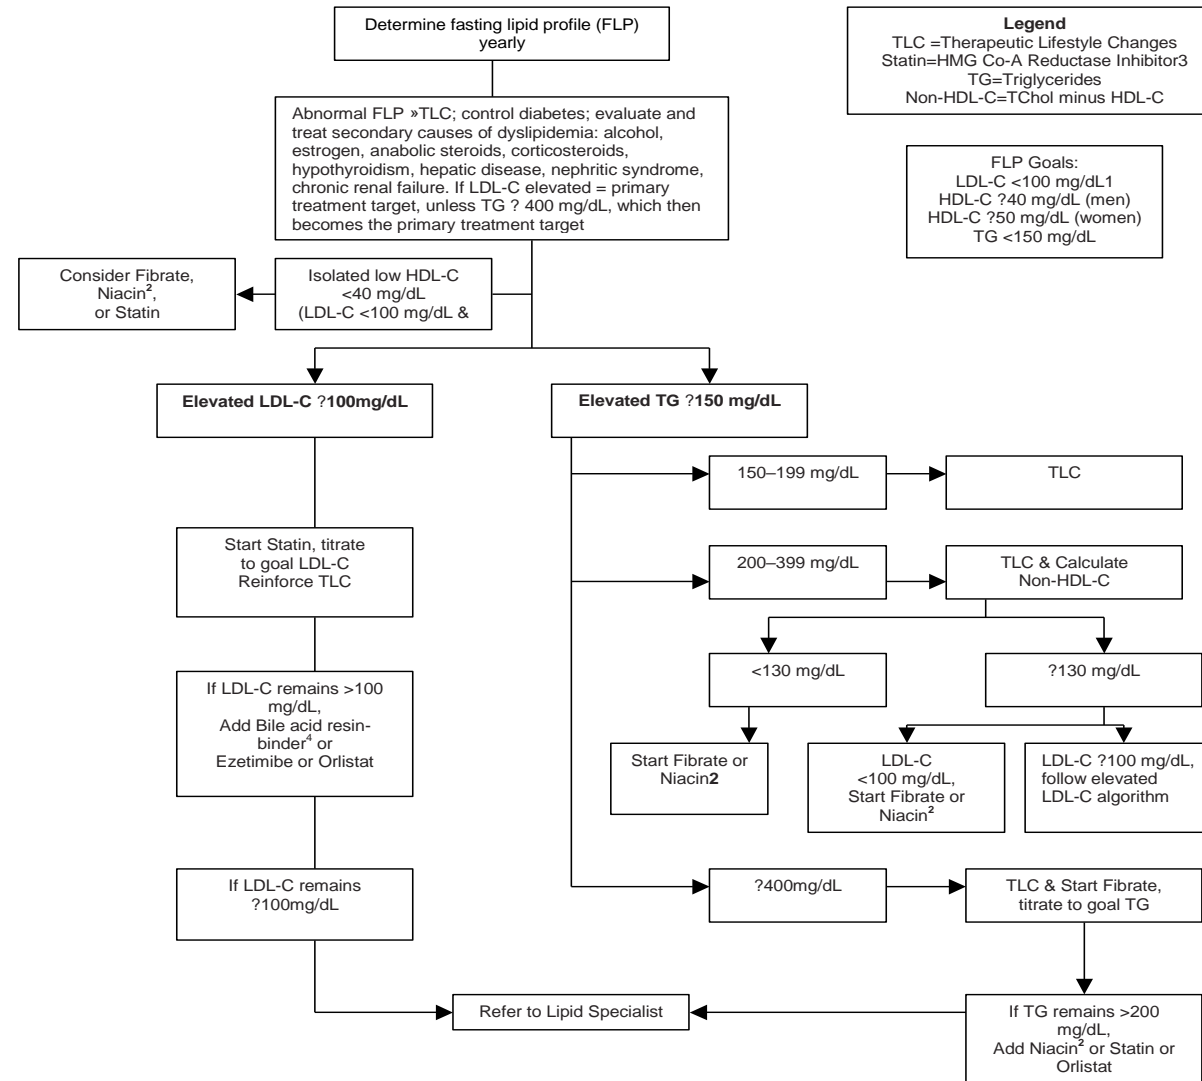 Determine fasting lipid profile (FLP)
yearly
Legend
TLC =Therapeutic Lifestyle Changes
Statin=HMG Co-A Reductase Inhibitor3
TG=Triglycerides
Non-HDL-C=TChol minus HDL-C
Abnormal FLP »TLC; control diabetes; evaluate and
treat secondary causes of dyslipidemia: alcohol,
estrogen, anabolic steroids, corticosteroids,
hypothyroidism, hepatic disease, nephritic syndrome,
chronic renal failure. If LDL-C elevated = primary
treatment target, unless TG ? 400 mg/dL, which then
becomes the primary treatment target
FLP Goals:
LDL-C <100 mg/dL1
HDL-C ?40 mg/dL (men)
HDL-C ?50 mg/dL (women)
TG <150 mg/dL
Consider Fibrate,
Niacin²,
or Statin
Isolated low HDL-C
<40 mg/dL
(LDL-C <100 mg/dL &
Elevated LDL-C ?100mg/dL
Elevated TG ?150 mg/dL
150–199 mg/dL
TLC
Start Statin, titrate
to goal LDL-C
Reinforce TLC
200–399 mg/dL
TLC & Calculate
Non-HDL-C
<130 mg/dL
?130 mg/dL
If LDL-C remains >100
mg/dL,
Add Bile acid resin-
binder⁴ or
Ezetimibe or Orlistat
Start Fibrate or
Niacin2
LDL-C
<100 mg/dL,
Start Fibrate or
Niacin²
LDL-C ?100 mg/dL,
follow elevated
LDL-C algorithm
If LDL-C remains
?100mg/dL
?400mg/dL
TLC & Start Fibrate,
titrate to goal TG
Refer to Lipid Specialist
If TG remains >200
mg/dL,
Add Niacin² or Statin or
Orlistat